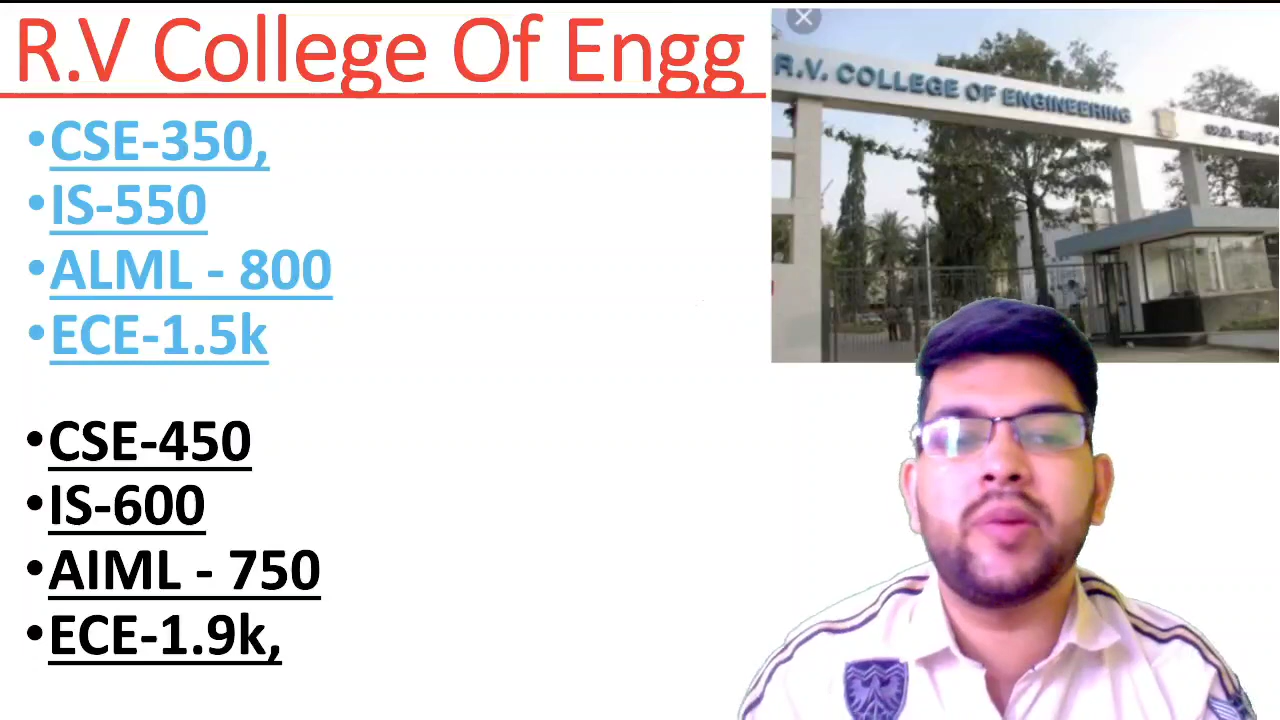 R.V College Of Engg
•CSE-350,
•IS-550
•ALML - 800
•ECE-1.5k
•CSE-450
•IS-600
•AIML - 750
•ECE-1.9k,
R.V. COLLEGE OF ENGINEERING